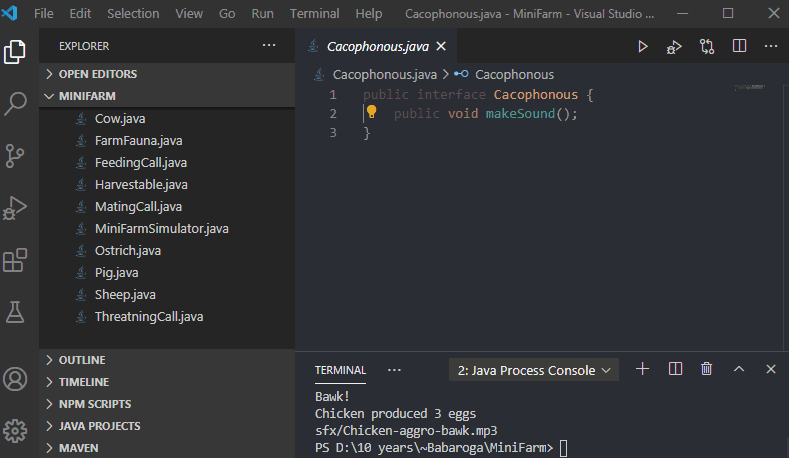 File Edit Selection View Go Run Terminal Help Cacophonous.java - MiniFarm - Visual Studio ...
EXPLORER
OPEN EDITORS
MINIFARM
Cow.java
FarmFauna.java
FeedingCall.java
Harvestable.java
MatingCall.java
MiniFarmSimulator.java
Ostrich.java
Pig.java
Sheep.java
ThreatningCall.java
OUTLINE
TIMELINE
NPM SCRIPTS
JAVA PROJECTS
MAVEN
Cacophonous.java
Cacophonous.java > Cacophonous
1 public interface Cacophonous {
2 public void makeSound();
3 }
TERMINAL ... 2: Java Process Console
Bawk!
Chicken produced 3 eggs
sfx/Chicken-aggro-bawk.mp3
PS D:\10 years\~Babaroga\MiniFarm>